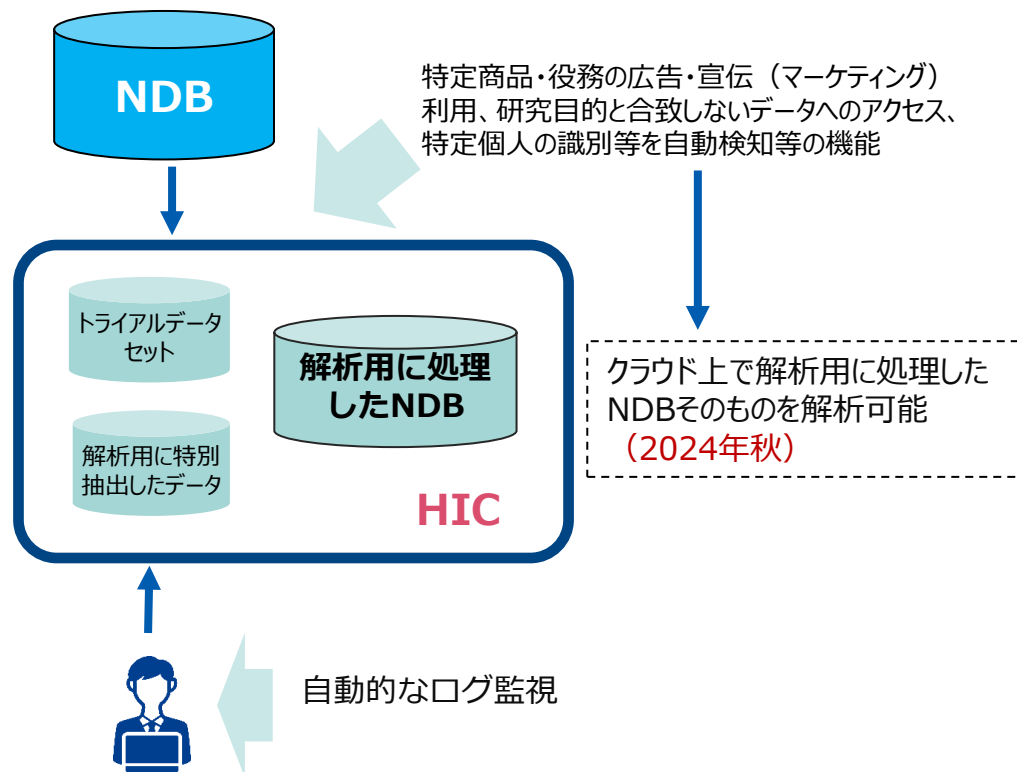 NDB
特定商品・役務の広告・宣伝（マーケティング）
利用、研究目的と合致しないデータへのアクセス、
特定個人の識別等を自動検知等の機能
トライアルデータ
セット
解析用に処理
したNDB
解析用に特別
抽出したデータ
HIC
クラウド上で解析用に処理した
NDBそのものを解析可能
（2024年秋）
自動的なログ監視